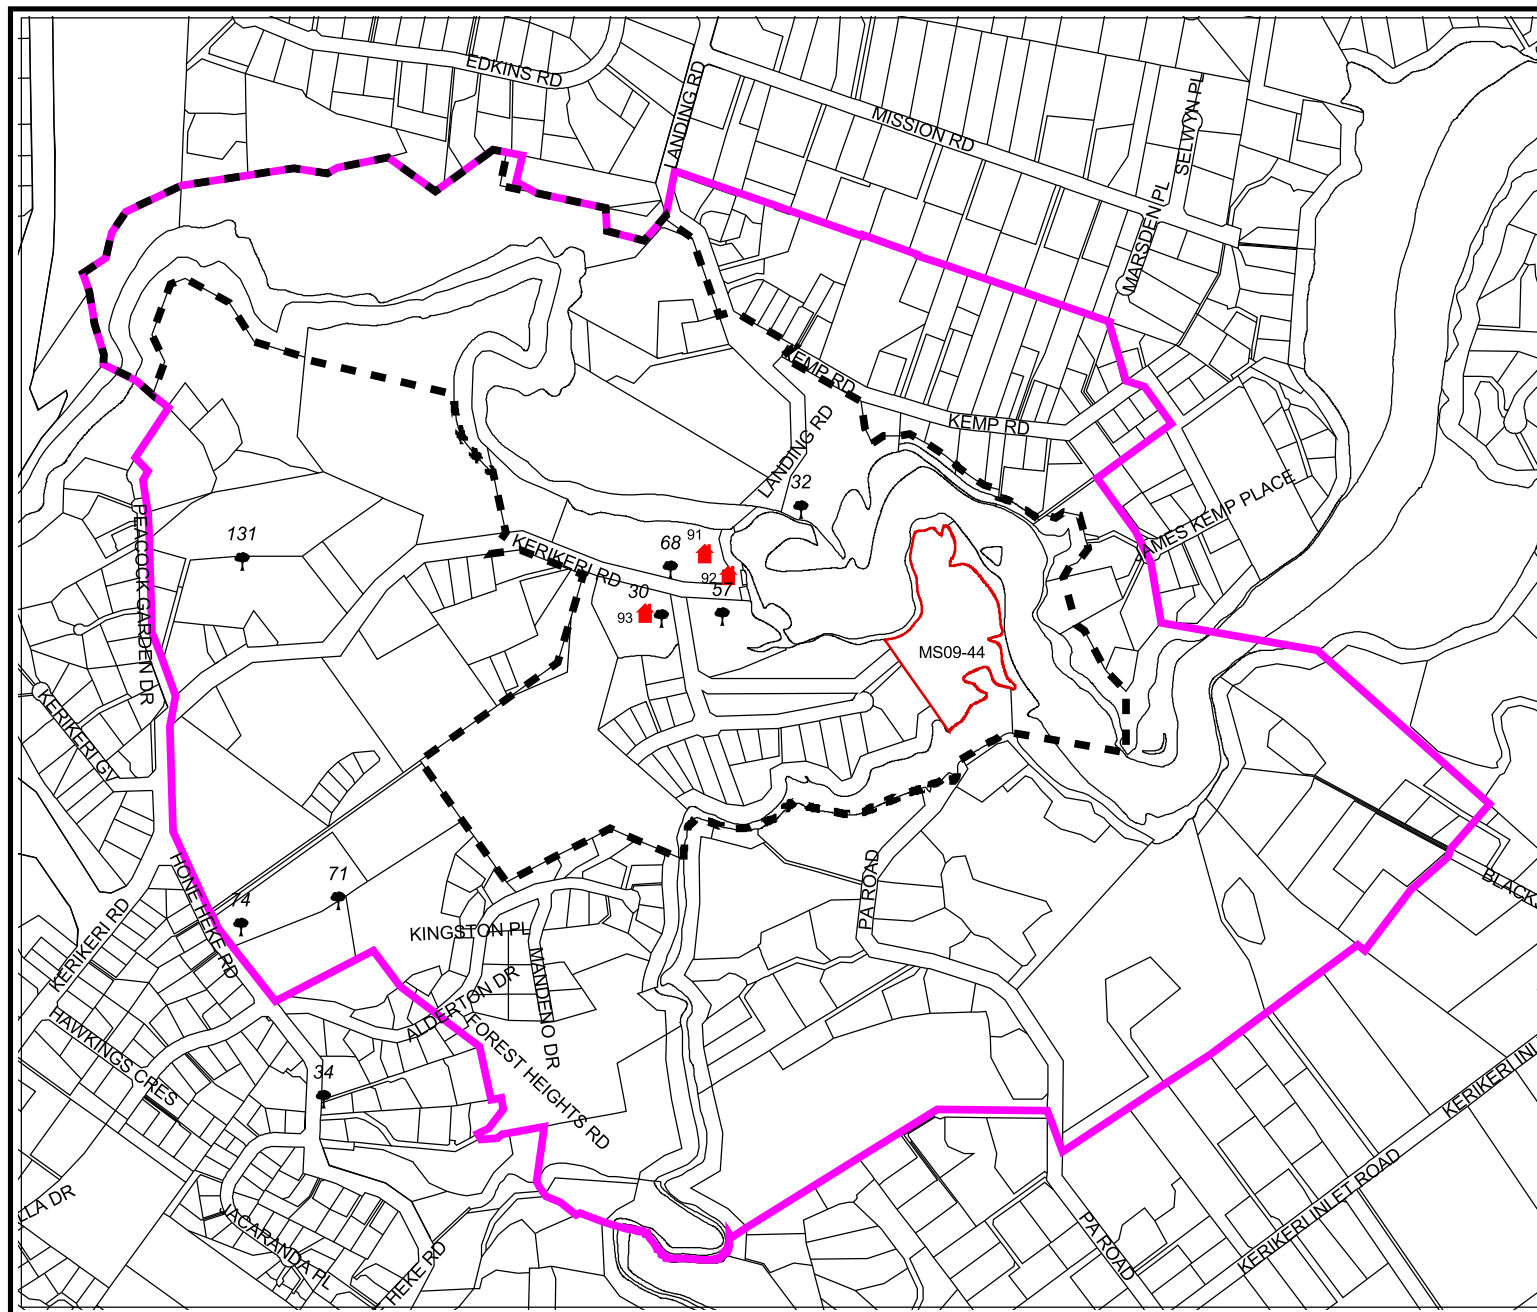 EDKINS RD
LANDING RD
MISSION RD
SELWYN PL
MARSDEN PL
KEMP RD
KEMP RD
LANDING RD
32
JAMES KEMP PLACE
131
PEACOCK GARDEN DR
KERIKERI RD
68
91
92
30
93
57
MS09-44
KERIKERI GV
HONE HEKE RD
74
71
KERIKERI RD
KINGSTON PL
MANDENO DR
ALDERTON DR
FOREST HEIGHTS RD
PA ROAD
BLACK
HAWKINGS CRES
34
LLA DR
JACARANDA PL
HEKE RD
PA ROAD
KERIKERI INLET ROAD
KERIKERI INL